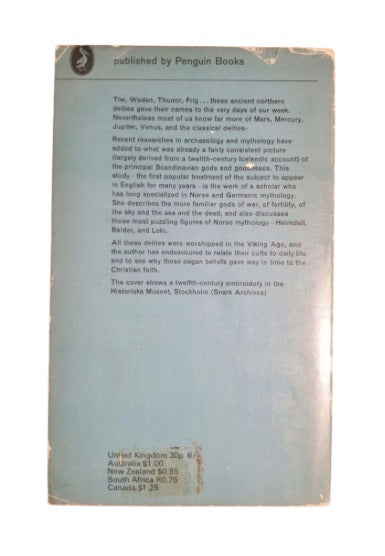 published by Penguin Books
Tiw, Woden, Thunor, Frig . . . these ancient northern
deities gave their names to the very days of our week.
Nevertheless most of us know far more of Mars, Mercury,
Jupiter, Venus, and the classical deities.
Recent researches in archaeology and mythology have
added to what was already a fairly consistent picture
(largely derived from a twelfth-century Icelandic account) of
the principal Scandinavian gods and goddesses. This
study – the first popular treatment of the subject to appear
in English for many years – is the work of a scholar who
has long specialized in Norse and Germanic mythology.
She describes the more familiar gods of war, of fertility, of
the sky and the sea and the dead, and also discusses
those most puzzling figures of Norse mythology – Heimdall,
Balder, and Loki.
All these deities were worshipped in the Viking Age, and
the author has endeavoured to relate their cults to daily life
and to see why these pagan beliefs gave way in time to the
Christian faith.
The cover shows a twelfth-century embroidery in the
Historiska Museet, Stockholm (Snark Archives)
United Kingdom 30p 6/-
Australia $1.00
New Zealand $0.85
South Africa R0.75
Canada $1.25